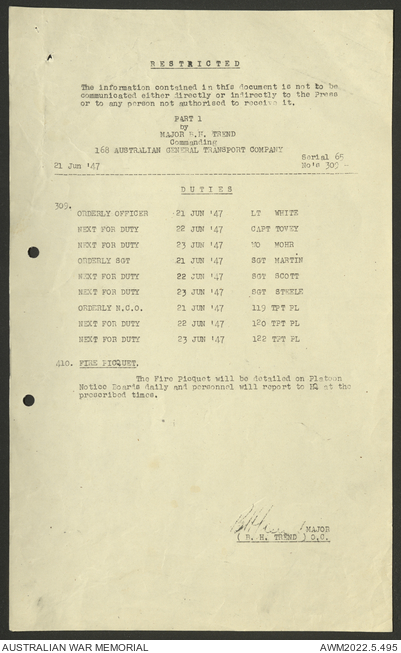 RESTRICTED
The information contained in this document is not to be
communicated either directly or indirectly to the Press
or to any person not authorised to receive it.
PART 1
by
MAJOR B.H. TREND
Commanding
168 AUSTRALIAN GENERAL TRANSPORT COMPANY
Serial 65
21 Jun '47 No's 309 -
DUTIES
309.
ORDERLY OFFICER 21 JUN '47 LT WHITE
NEXT FOR DUTY 22 JUN '47 CAPT TOVEY
NEXT FOR DUTY 23 JUN '47 WO MOHR
ORDERLY SGT 21 JUN '47 SGT MARTIN
NEXT FOR DUTY 22 JUN '47 SGT SCOTT
NEXT FOR DUTY 23 JUN '47 SGT STEELE
ORDERLY N.C.O. 21 JUN '47 119 TPT PL
NEXT FOR DUTY 22 JUN '47 120 TPT PL
NEXT FOR DUTY 23 JUN '47 122 TPT PL
410. FIRE PICQUET.
The Fire Picquet will be detailed on Platoon
Notice Boards daily and personnel will report to HQ at the
prescribed times.
MAJOR
( B. H. TREND ) O.C.
AUSTRALIAN WAR MEMORIAL AWM2022.5.495